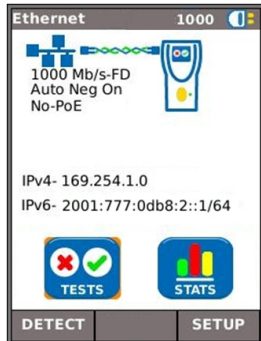 Ethernet 1000
1000 Mb/s-FD
Auto Neg On
No-PoE
IPv4- 169.254.1.0
IPv6- 2001:777:0db8:2::1/64
TESTS STATS
DETECT SETUP